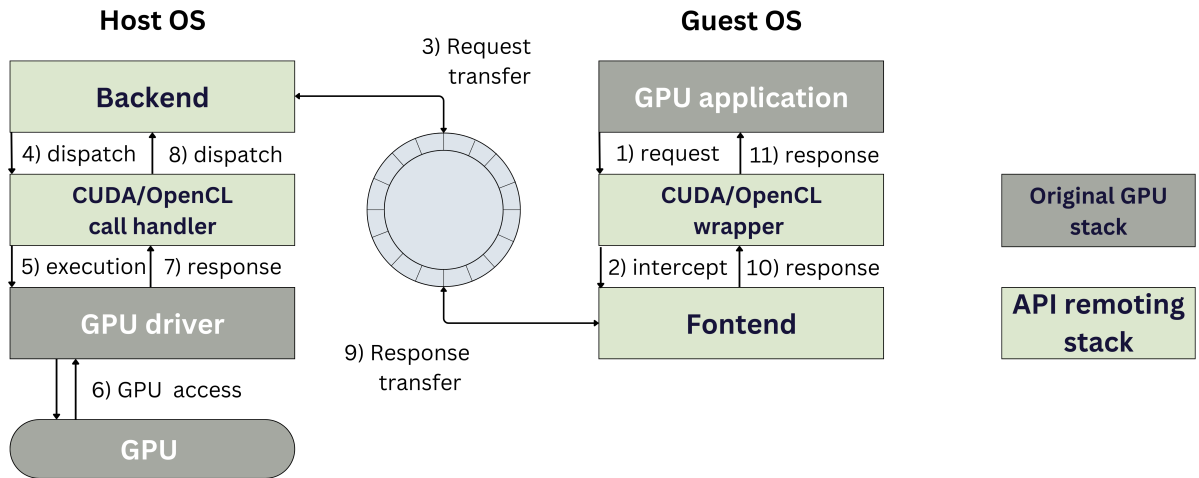 Host OS
Guest OS
3) Request
transfer
Backend
GPU application
4) dispatch
8) dispatch
1) request
11) response
CUDA/OpenCL
call handler
CUDA/OpenCL
wrapper
Original GPU
stack
5) execution
7) response
2) intercept
10) response
GPU driver
Fontend
API remoting
stack
9) Response
transfer
6) GPU access
GPU